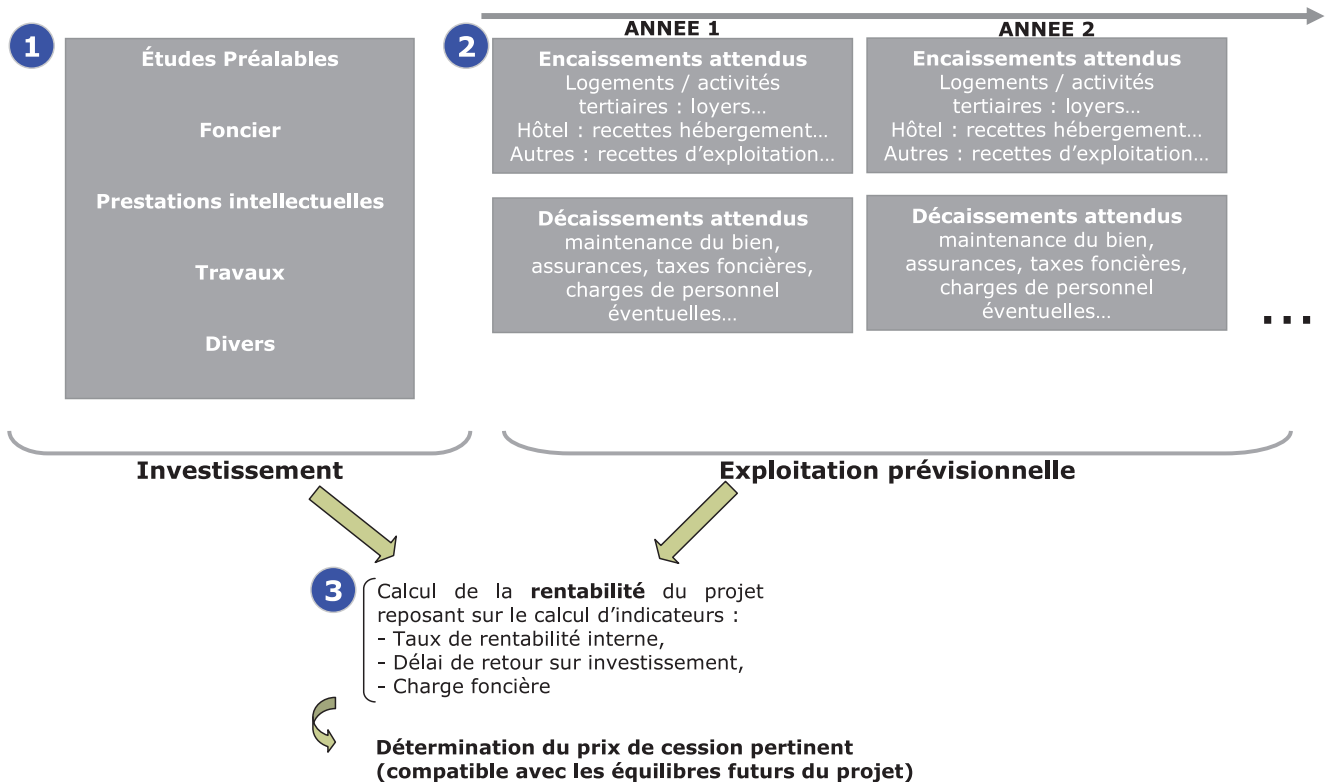 1
Études Préalables
Foncier
Prestations intellectuelles
Travaux
Divers
2
ANNEE 1
Encaissements attendus
Logements / activités
tertiaires : loyers...
Hôtel : recettes hébergement...
Autres : recettes d'exploitation...
Décaissements attendus
maintenance du bien,
assurances, taxes foncières,
charges de personnel
éventuelles...
ANNEE 2
Encaissements attendus
Logements / activités
tertiaires : loyers...
Hôtel : recettes hébergement...
Autres : recettes d'exploitation...
Décaissements attendus
maintenance du bien,
assurances, taxes foncières,
charges de personnel
éventuelles...
...
Investissement
Exploitation prévisionnelle
3
Calcul de la rentabilité du projet
reposant sur le calcul d'indicateurs :
- Taux de rentabilité interne,
- Délai de retour sur investissement,
- Charge foncière
Détermination du prix de cession pertinent
(compatible avec les équilibres futurs du projet)